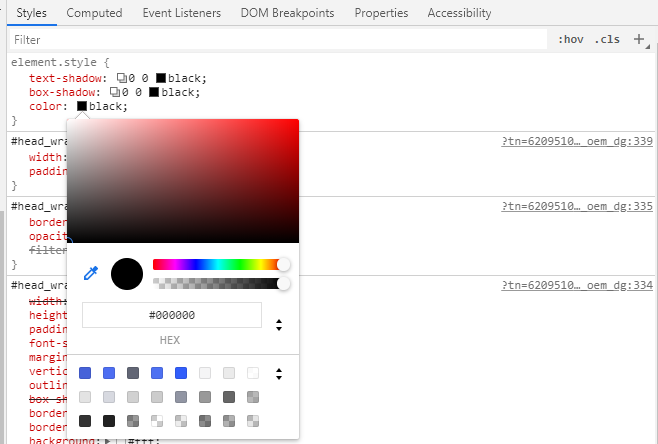 Styles Computed Event Listeners DOM Breakpoints Properties Accessibility
Filter :hov .cls
element.style {
text-shadow: 0 0 black;
box-shadow: 0 0 black;
color: black;
}
#head_wra ?tn=6209510…_oem_dg:339
width:
paddin
}
#head_wra ?tn=6209510…_oem_dg:335
border
opacit
filter
}
#head_wra ?tn=6209510…_oem_dg:334
width:
height
paddin
font-s
margin
vertic
outlin
box-sh
border
border
background: #fff;
#000000
HEX